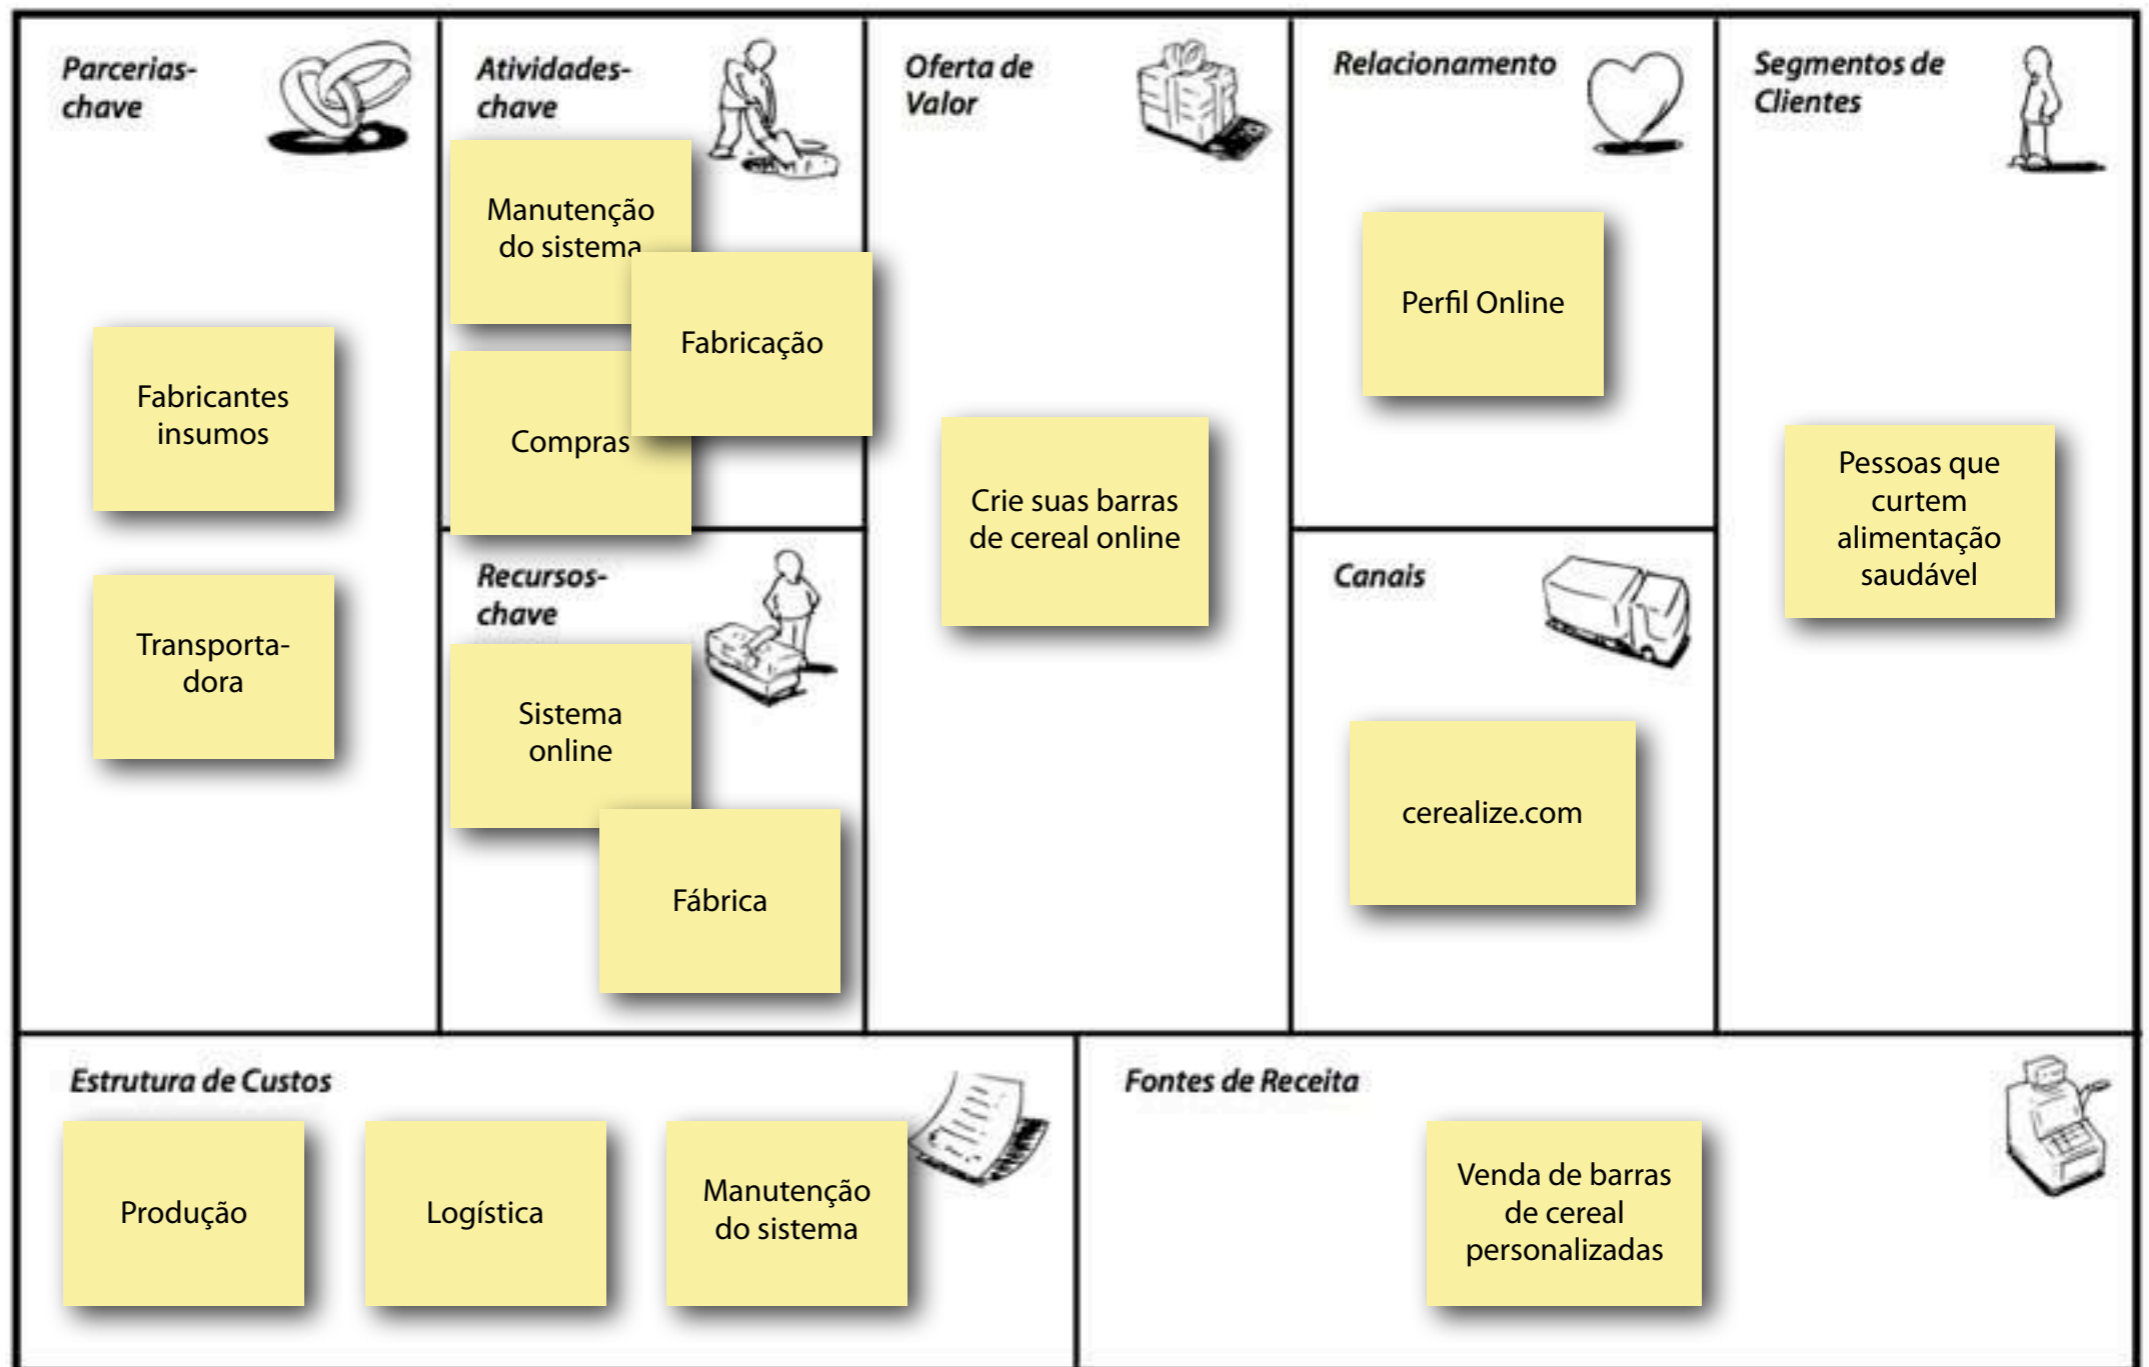 Parcerias-
chave
Fabricantes
insumos
Transporta-
dora
Atividades-
chave
Manutenção
do sistema
Fabricação
Compras
Recursos-
chave
Sistema
online
Fábrica
Oferta de
Valor
Crie suas barras
de cereal online
Relacionamento
Perfil Online
Canais
cerealize.com
Segmentos de
Clientes
Pessoas que
curtem
alimentação
saudável
Estrutura de Custos
Produção
Logística
Manutenção
do sistema
Fontes de Receita
Venda de barras
de cereal
personalizadas